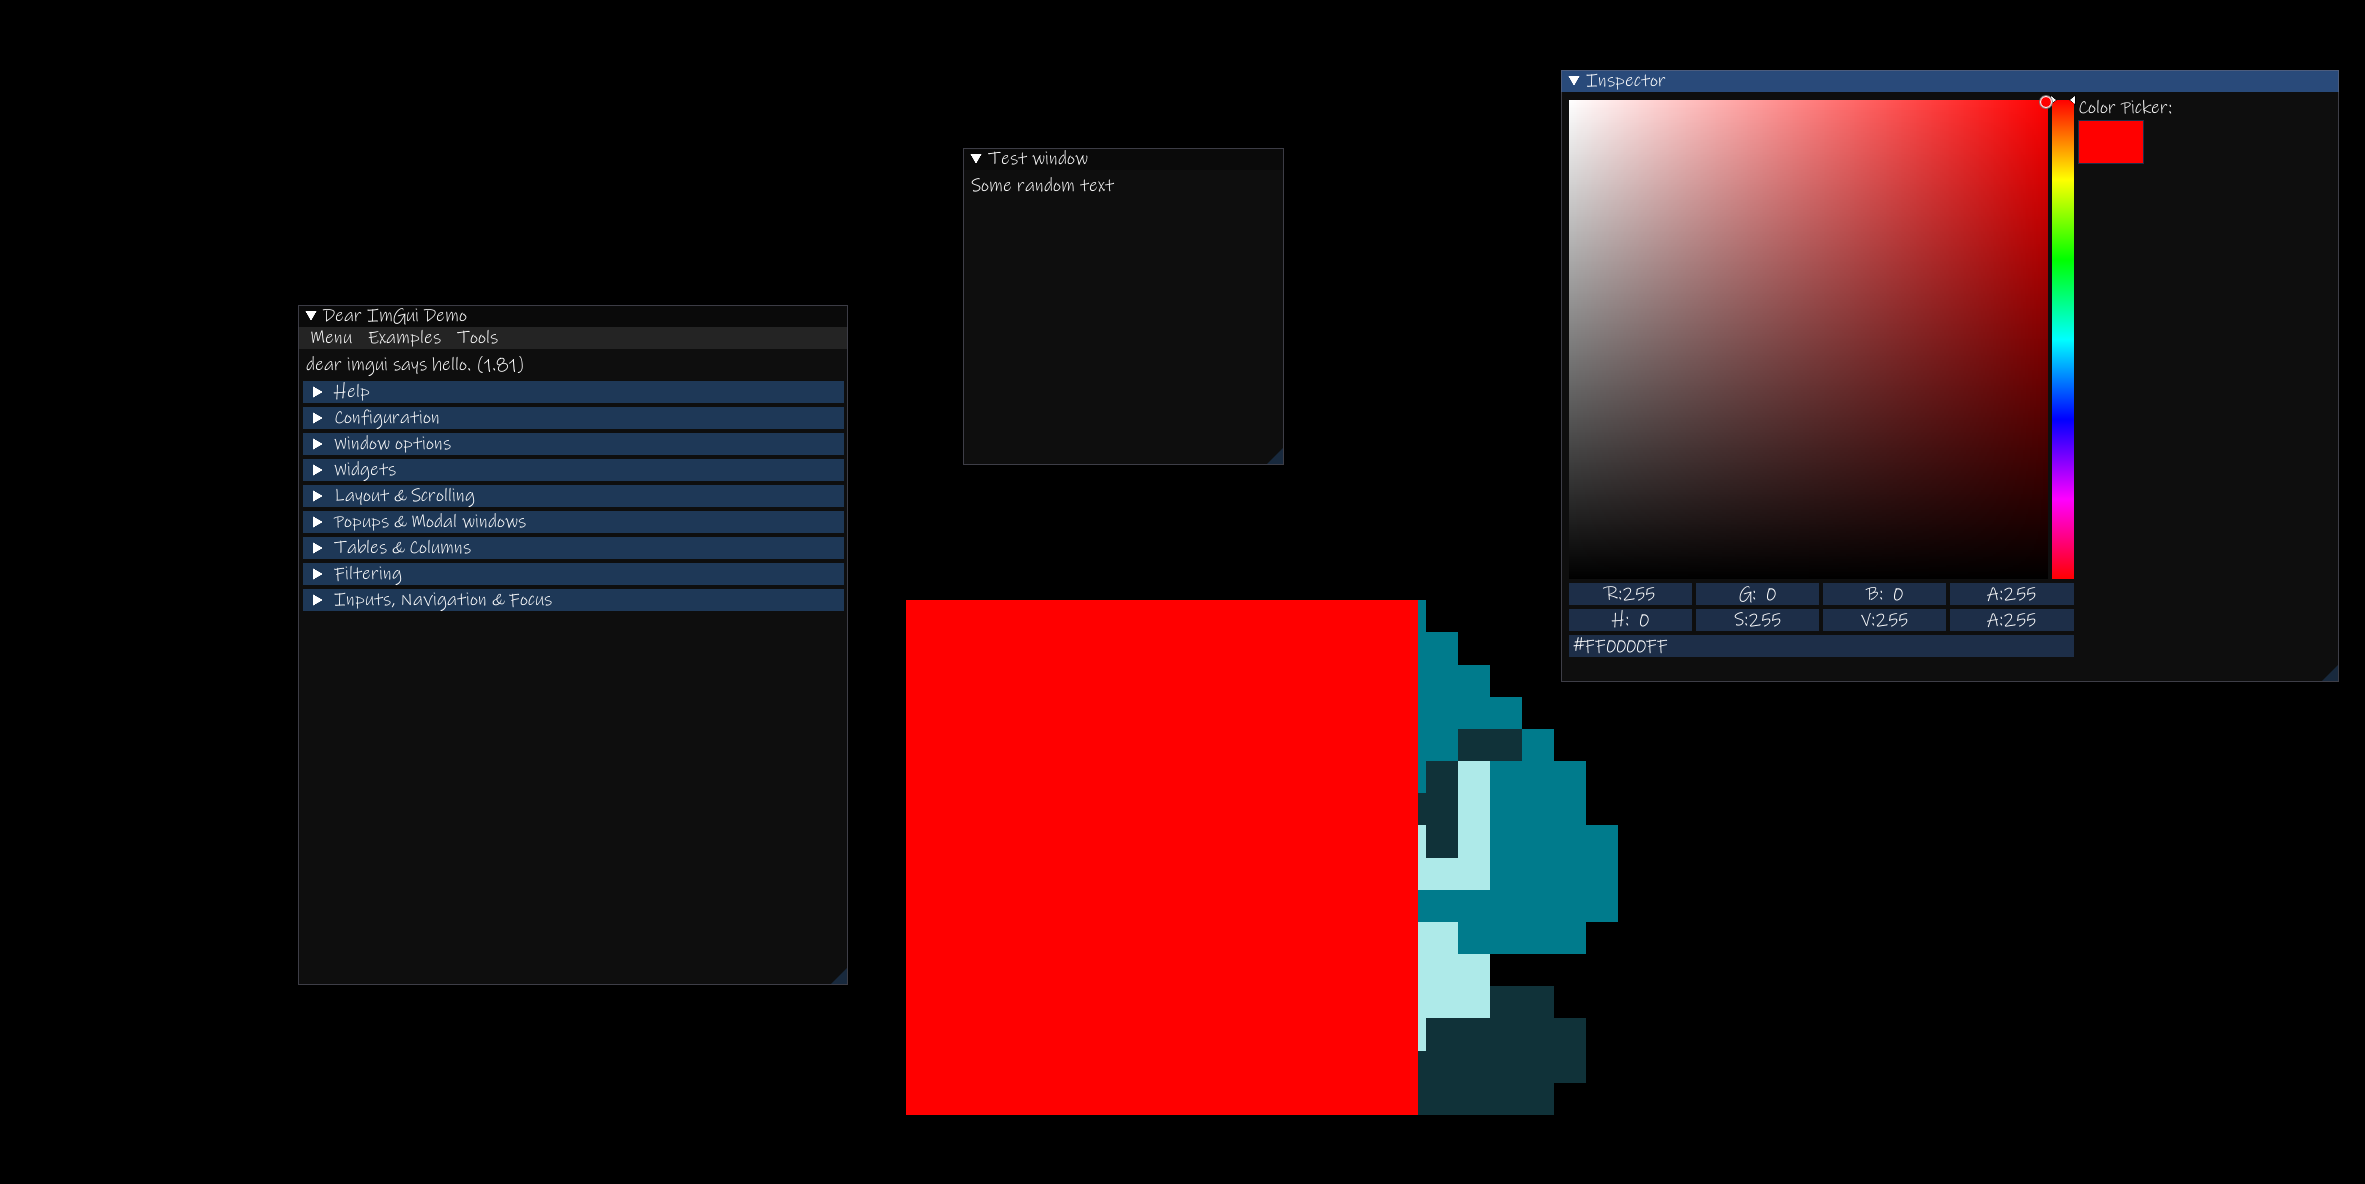 Dear ImGui Demo
Menu Examples Tools
dear imgui says hello. (1.81)
Help
Configuration
Window options
Widgets
Layout & Scrolling
Popups & Modal windows
Tables & Columns
Filtering
Inputs, Navigation & Focus
Test window
Some random text
Inspector
Color Picker:
R:255 G: 0 B: 0 A:255
H: 0 S:255 V:255 A:255
#FF0000FF